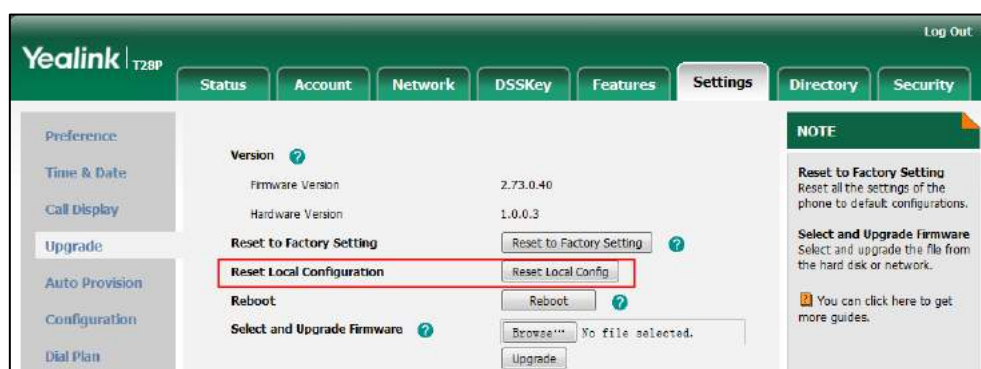 Log Out
Yealink T28P
Status Account Network DSSKey Features Settings Directory Security
Preference
Time & Date
Call Display
Upgrade
Auto Provision
Configuration
Dial Plan
Version
Firmware Version 2.73.0.40
Hardware Version 1.0.0.3
Reset to Factory Setting Reset to Factory Setting
Reset Local Configuration Reset Local Config
Reboot Reboot
Select and Upgrade Firmware Browse... No file selected.
Upgrade
NOTE
Reset to Factory Setting
Reset all the settings of the
phone to default configurations.
Select and Upgrade Firmware
Select and upgrade the file from
the hard disk or network.
You can click here to get
more guides.